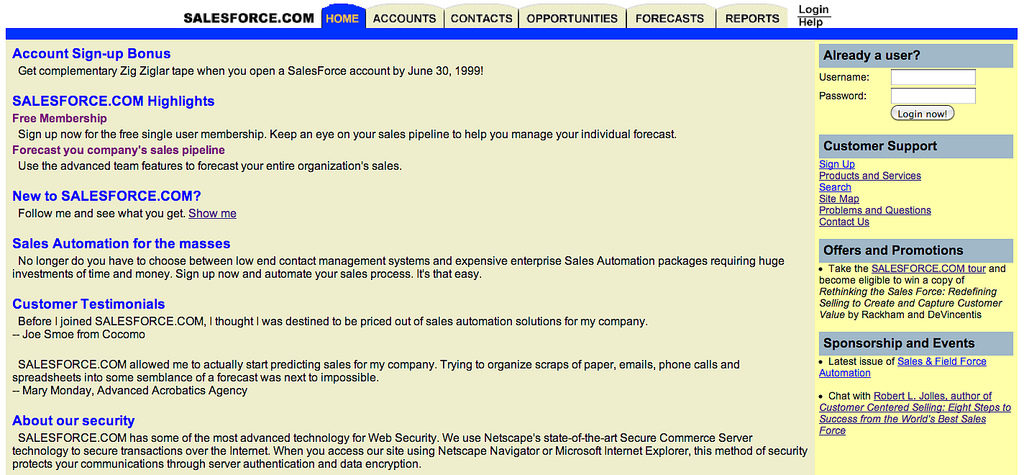 SALESFORCE.COM HOME ACCOUNTS CONTACTS OPPORTUNITIES FORECASTS REPORTS Login
Help
Account Sign-up Bonus
Get complementary Zig Ziglar tape when you open a SalesForce account by June 30, 1999!
SALESFORCE.COM Highlights
Free Membership
Sign up now for the free single user membership. Keep an eye on your sales pipeline to help you manage your individual forecast.
Forecast you company's sales pipeline
Use the advanced team features to forecast your entire organization's sales.
New to SALESFORCE.COM?
Follow me and see what you get. Show me
Sales Automation for the masses
No longer do you have to choose between low end contact management systems and expensive enterprise Sales Automation packages requiring huge
investments of time and money. Sign up now and automate your sales process. It's that easy.
Customer Testimonials
Before I joined SALESFORCE.COM, I thought I was destined to be priced out of sales automation solutions for my company.
-- Joe Smoe from Cocomo
SALESFORCE.COM allowed me to actually start predicting sales for my company. Trying to organize scraps of paper, emails, phone calls and
spreadsheets into some semblance of a forecast was next to impossible.
-- Mary Monday, Advanced Acrobatics Agency
About our security
SALESFORCE.COM has some of the most advanced technology for Web Security. We use Netscape's state-of-the-art Secure Commerce Server
technology to secure transactions over the Internet. When you access our site using Netscape Navigator or Microsoft Internet Explorer, this method of security
protects your communications through server authentication and data encryption.
Already a user?
Username:
Password:
Login now!
Customer Support
Sign Up
Products and Services
Search
Site Map
Problems and Questions
Contact Us
Offers and Promotions
• Take the SALESFORCE.COM tour and
become eligible to win a copy of
Rethinking the Sales Force: Redefining
Selling to Create and Capture Customer
Value by Rackham and DeVincentis
Sponsorship and Events
• Latest issue of Sales & Field Force
Automation
• Chat with Robert L. Jolles, author of
Customer Centered Selling: Eight Steps to
Success from the World's Best Sales
Force